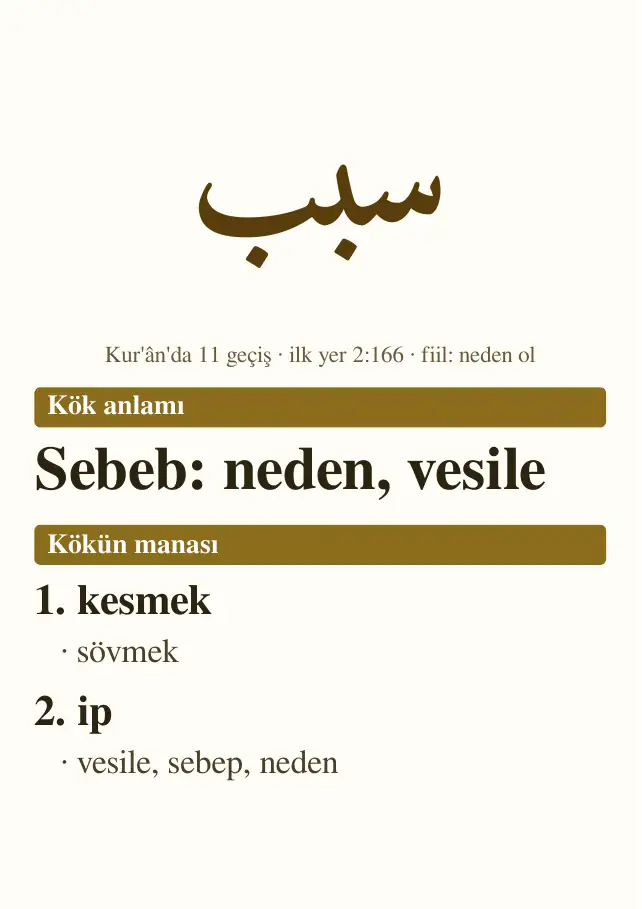 سبب
Kur'ân'da 11 geçiş · ilk yer 2:166 · fiil: neden ol
Kök anlamı
Sebeb: neden, vesile
Kökün manası
1. kesmek
· sövmek
2. ip
· vesile, sebep, neden